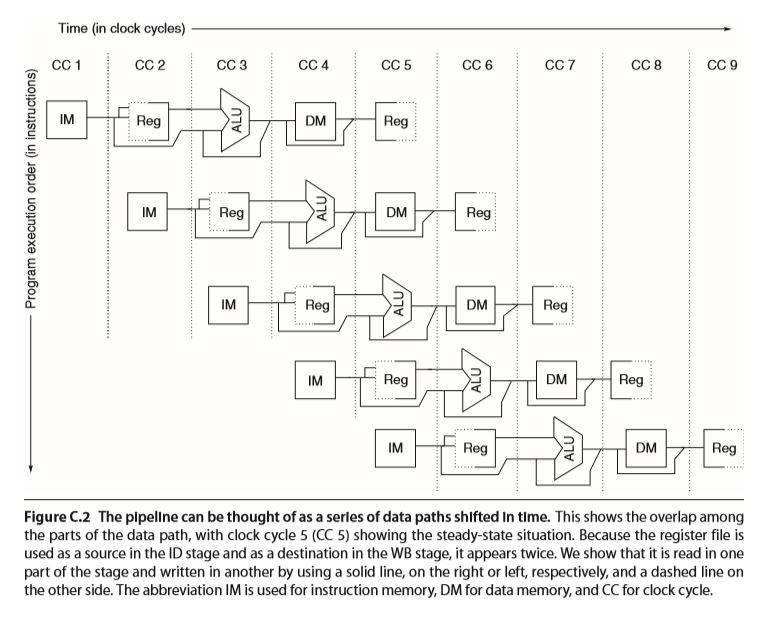 Time (in clock cycles)
CC 1 CC 2 CC 3 CC 4 CC 5 CC 6 CC 7 CC 8 CC 9
Program execution order (in instructions)
IM Reg ALU DM Reg
IM Reg ALU DM Reg
IM Reg ALU DM Reg
IM Reg ALU DM Reg
IM Reg ALU DM Reg
Figure C.2 The pipeline can be thought of as a series of data paths shifted in time. This shows the overlap among
the parts of the data path, with clock cycle 5 (CC 5) showing the steady-state situation. Because the register file is
used as a source in the ID stage and as a destination in the WB stage, it appears twice. We show that it is read in one
part of the stage and written in another by using a solid line, on the right or left, respectively, and a dashed line on
the other side. The abbreviation IM is used for instruction memory, DM for data memory, and CC for clock cycle.